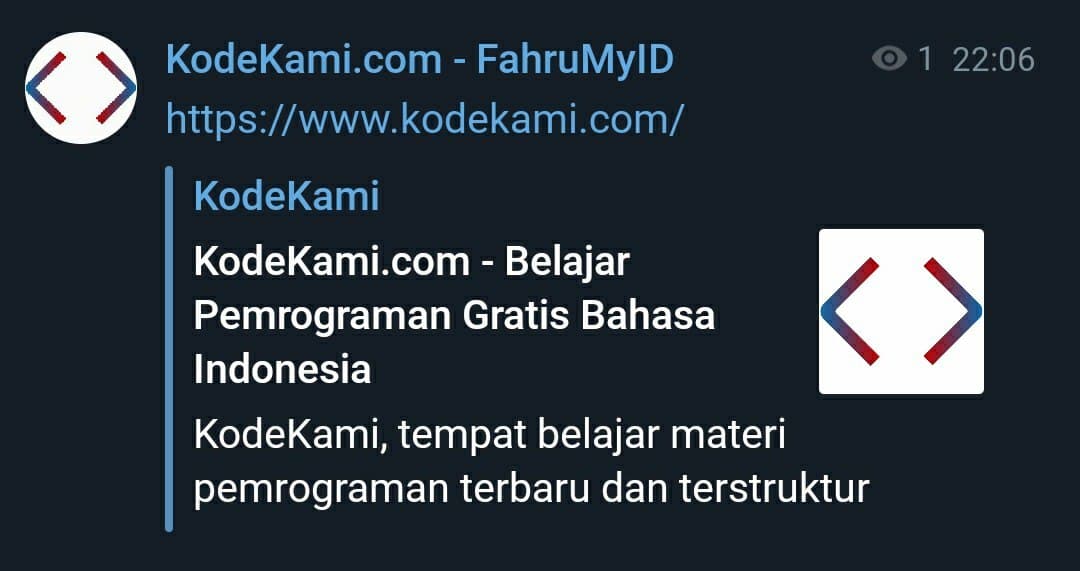 KodeKami.com - FahruMyID
1 22:06
https://www.kodekami.com/
KodeKami
KodeKami.com - Belajar
Pemrograman Gratis Bahasa
Indonesia
KodeKami, tempat belajar materi
pemrograman terbaru dan terstruktur